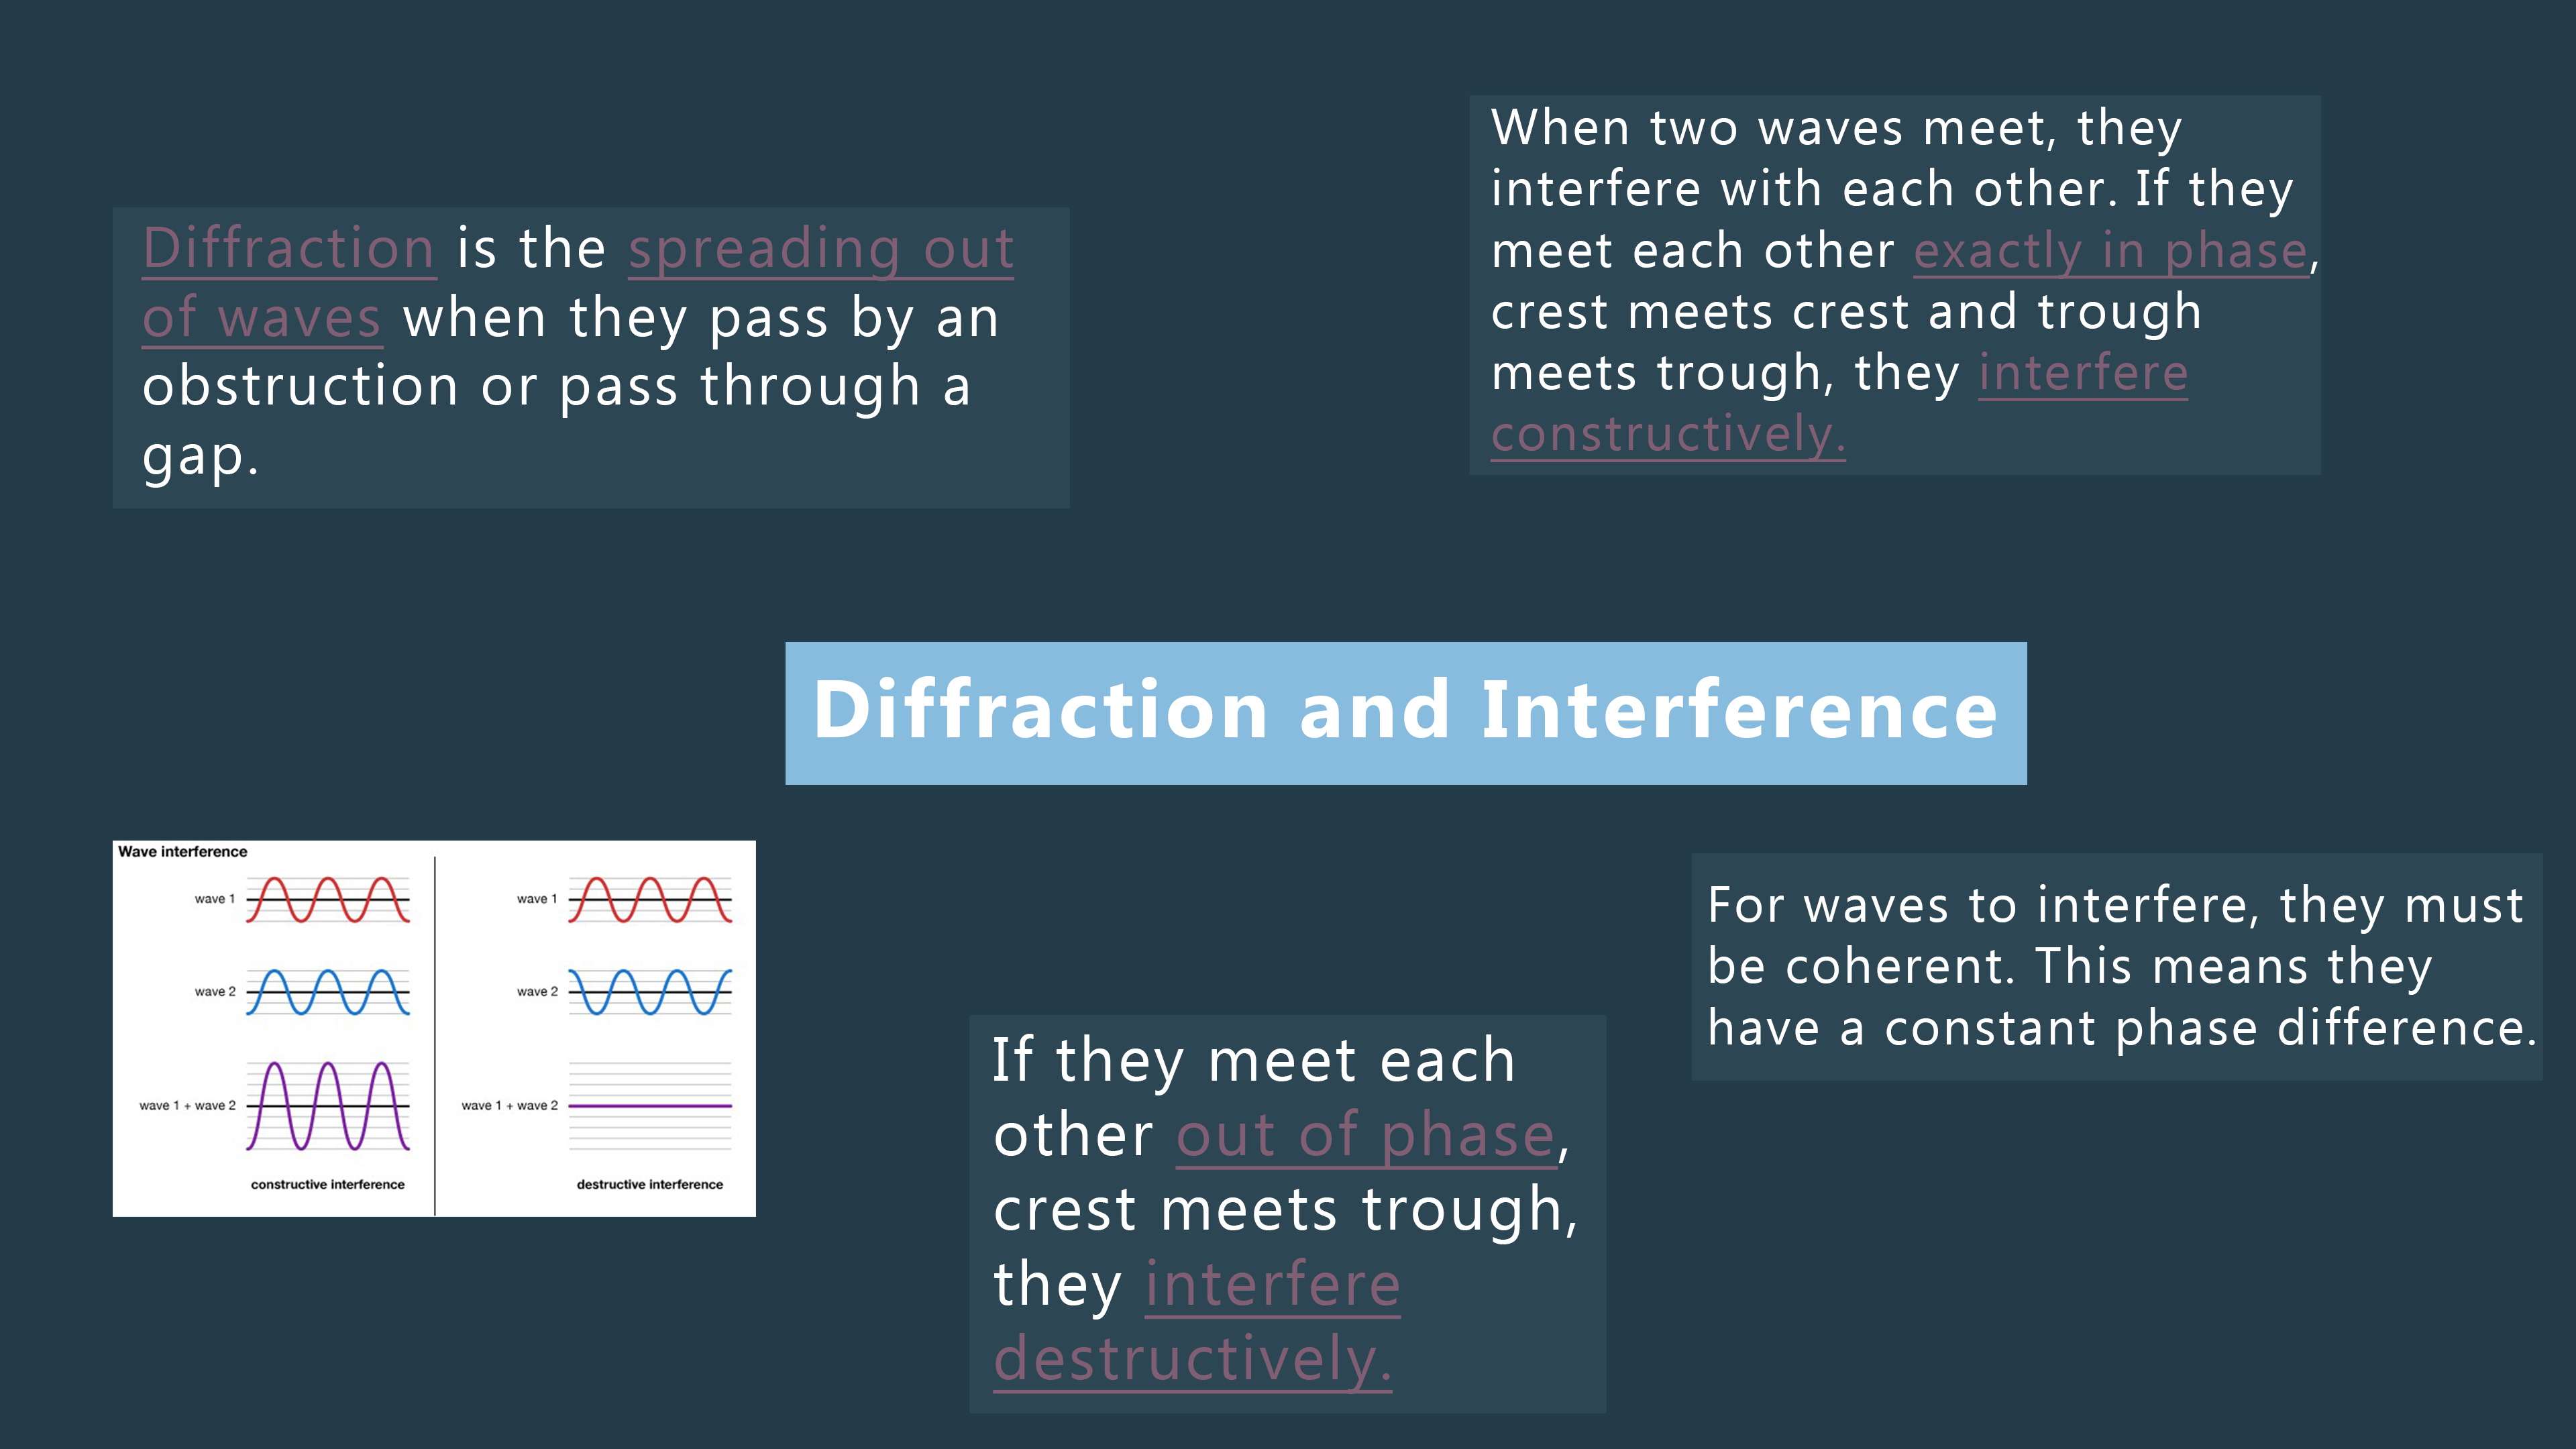 Diffraction is the spreading out
of waves when they pass by an
obstruction or pass through a
gap.
When two waves meet, they
interfere with each other. If they
meet each other exactly in phase,
crest meets crest and trough
meets trough, they interfere
constructively.
Diffraction and Interference
Wave interference
wave 1
wave 2
wave 1 + wave 2
constructive interference
wave 1
wave 2
wave 1 + wave 2
destructive interference
If they meet each
other out of phase,
crest meets trough,
they interfere
destructively.
For waves to interfere, they must
be coherent. This means they
have a constant phase difference.